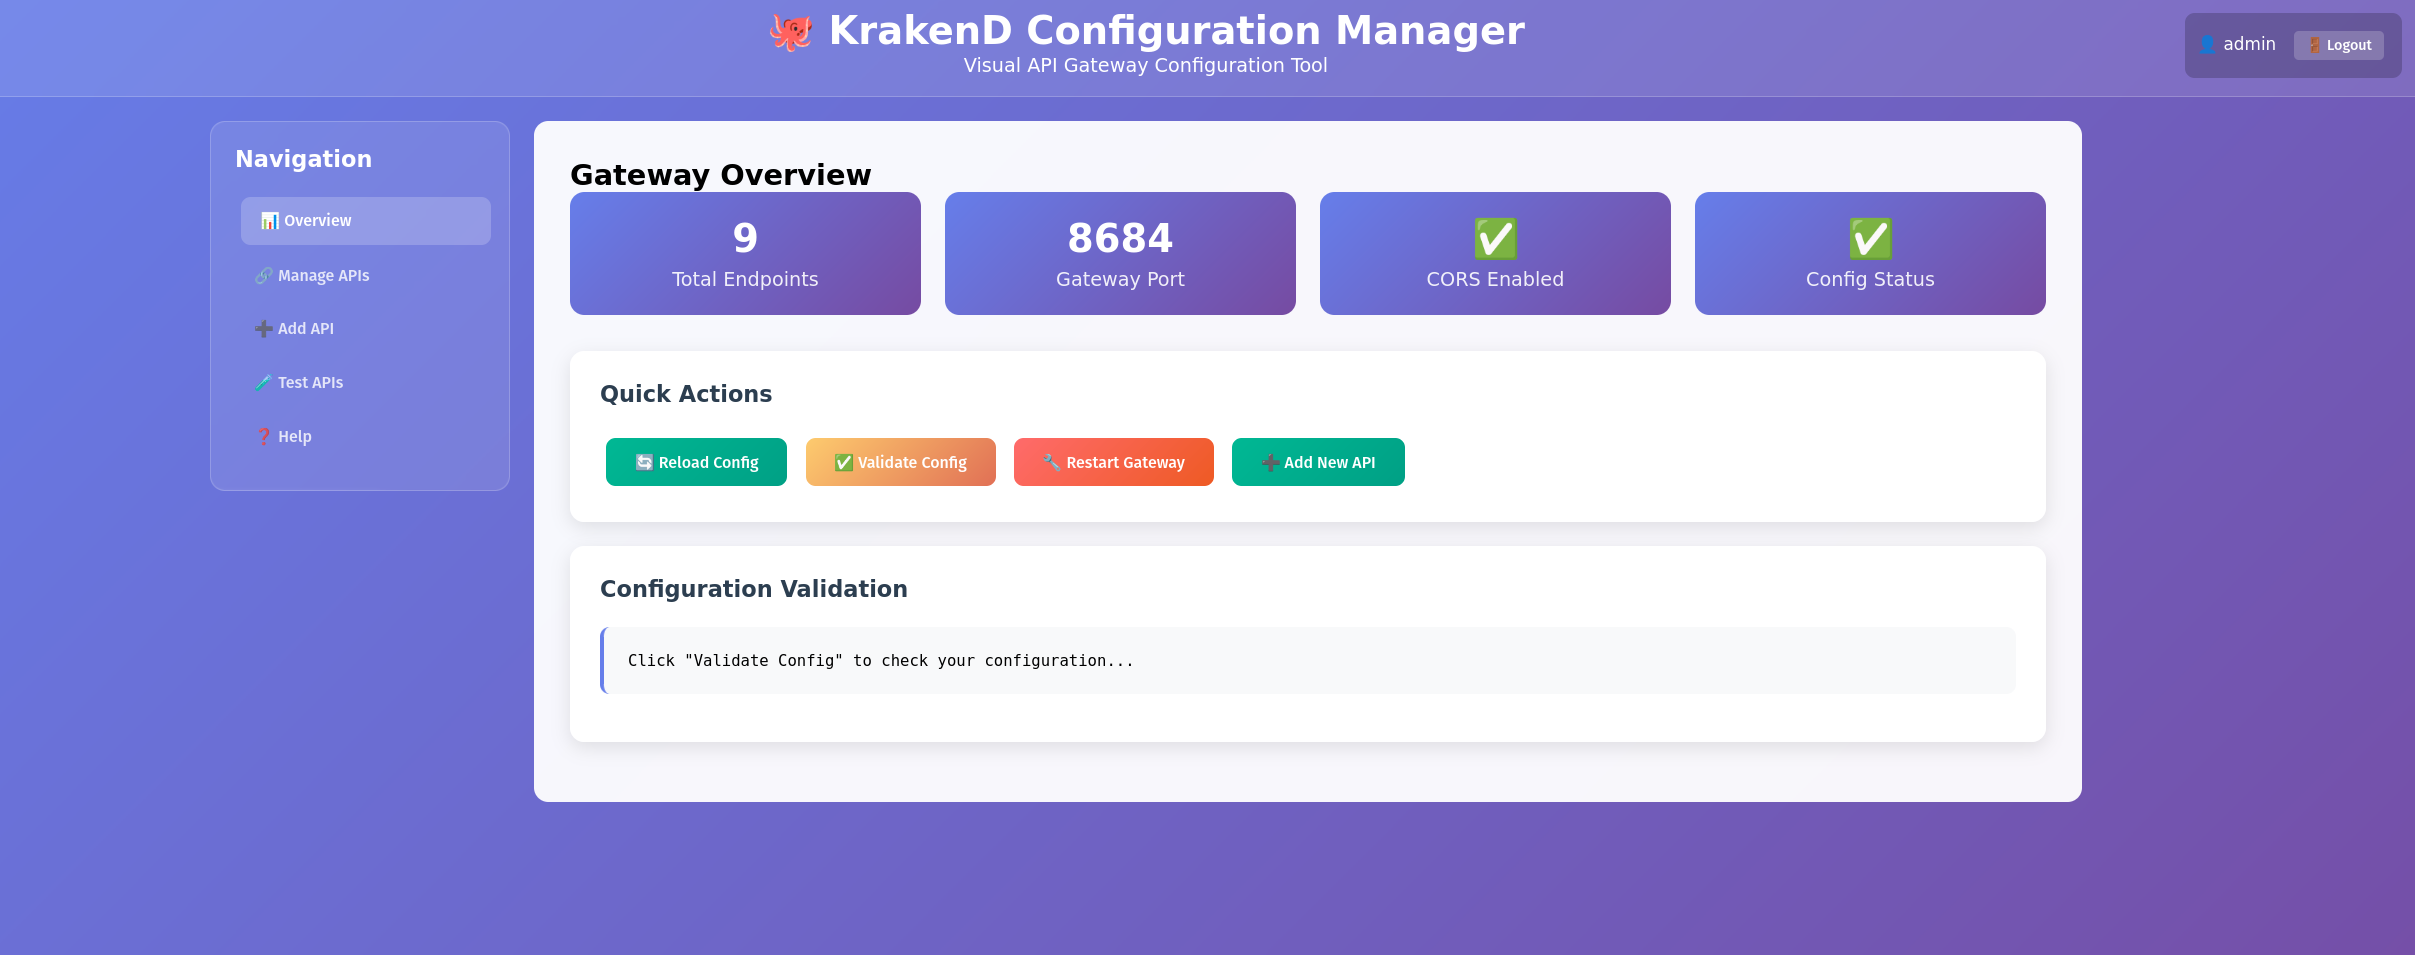 🐙 KrakenD Configuration Manager
Visual API Gateway Configuration Tool
👤 admin
🚪 Logout
Navigation
📊 Overview
🔗 Manage APIs
➕ Add API
🧪 Test APIs
❓ Help
Gateway Overview
9
Total Endpoints
8684
Gateway Port
✅
CORS Enabled
✅
Config Status
Quick Actions
🔄 Reload Config
✅ Validate Config
🔧 Restart Gateway
➕ Add New API
Configuration Validation
Click "Validate Config" to check your configuration...